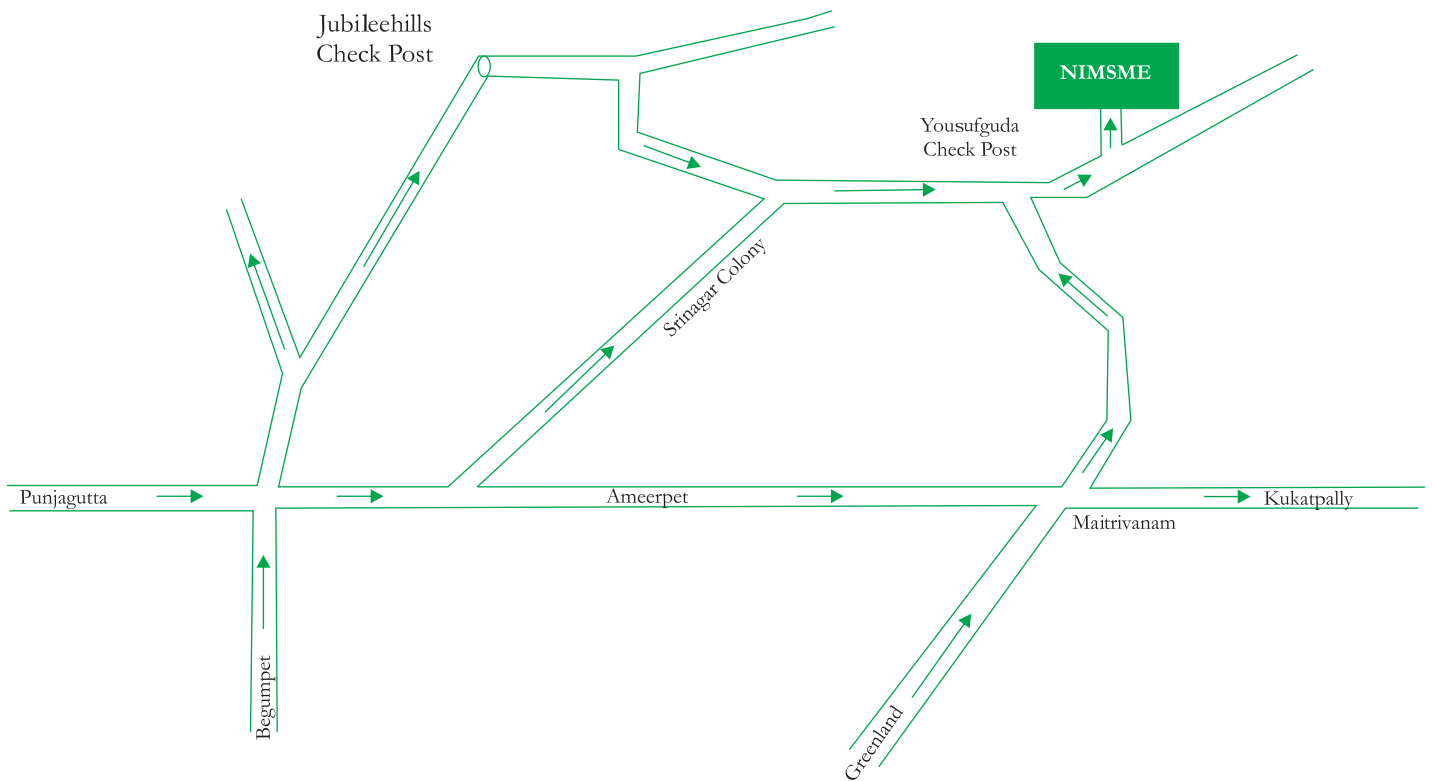 Jubileehills
Check Post
NIMSME
Yousufguda
Check Post
Srinagar Colony
Punjagutta
Ameerpet
Kukatpally
Maitrivanam
Begumpet
Greenland